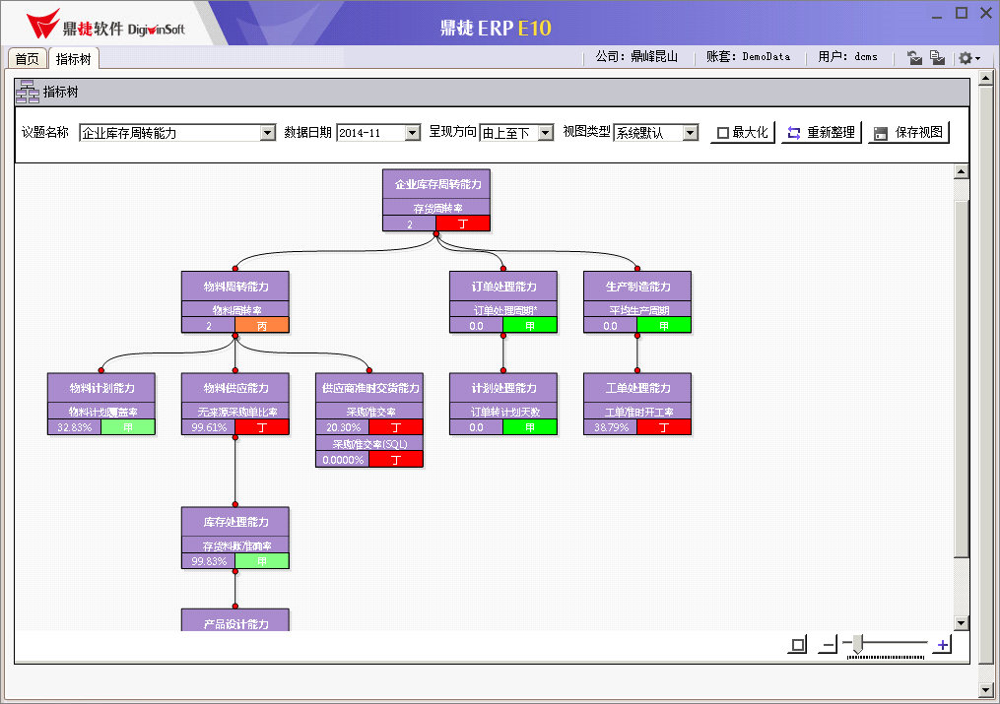 鼎捷软件 DigiwinSoft
鼎捷 ERP E10
首页
指标树
公司: 鼎峰昆山
账套: DemoData
用户: dcms
指标树
议题名称 企业库存周转能力 数据日期 2014-11 呈现方向 由上至下 视图类型 系统默认 最大化 重新整理 保存视图
企业库存周转能力
存货周转率
2 丁
物料周转能力
物料周转率
2 丙
订单处理能力
订单处理周期*
0.0 甲
生产制造能力
平均生产周期
0.0 甲
物料计划能力
物料计划覆盖率
32.83% 甲
物料供应能力
无来源采购单比率
99.61% 丁
供应商准时交货能力
采购准交率
20.30% 丁
采购准交率(SQL)
0.0000% 丁
计划处理能力
订单转计划天数
0.0 甲
工单处理能力
工单准时开工率
38.79% 丁
库存处理能力
存货料账准确率
99.83% 甲
产品设计能力